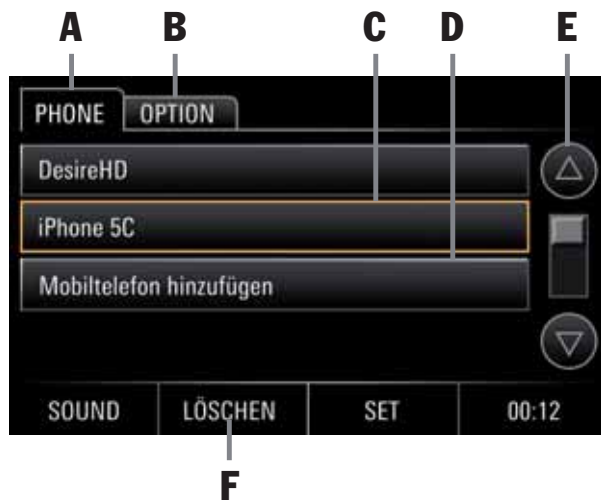 A B C D E
PHONE OPTION
DesireHD
iPhone 5C
Mobiltelefon hinzufügen
SOUND LÖSCHEN SET 00:12
F